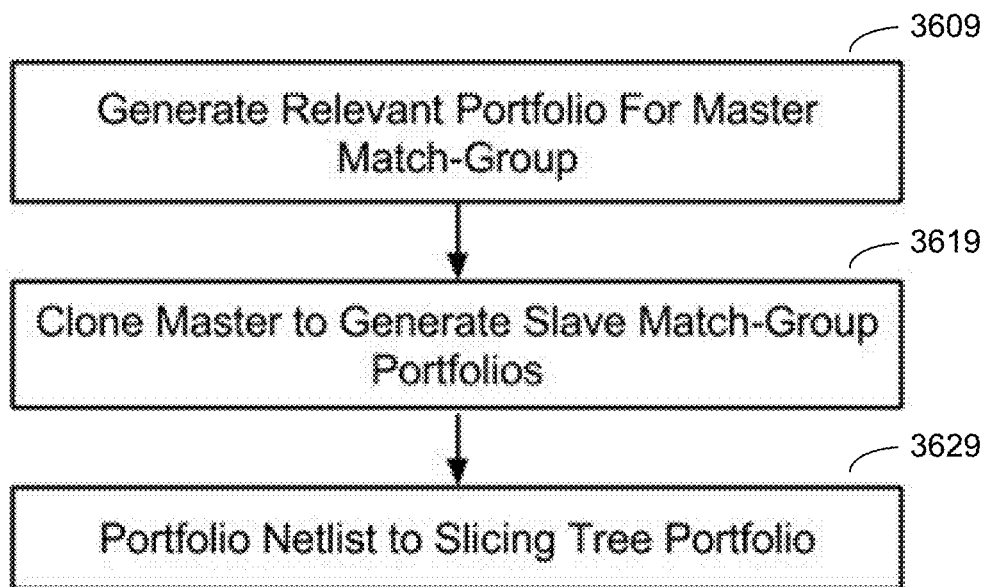 3609
Generate Relevant Portfolio For Master
Match-Group
3619
Clone Master to Generate Slave Match-Group
Portfolios
3629
Portfolio Netlist to Slicing Tree Portfolio